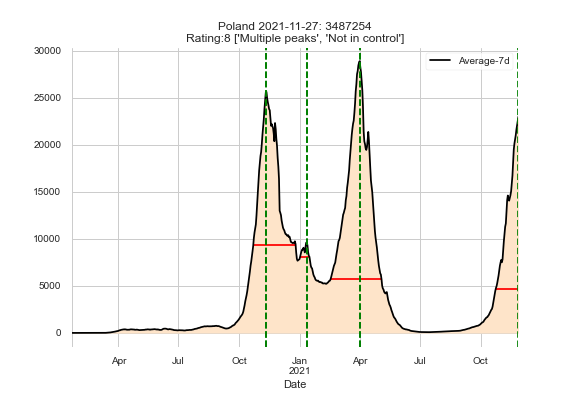 Poland 2021-11-27: 3487254
Rating:8 ['Multiple peaks', 'Not in control']
Average-7d
30000
25000
20000
15000
10000
5000
0
Apr
Jul
Oct
Jan
2021
Apr
Jul
Oct
Date